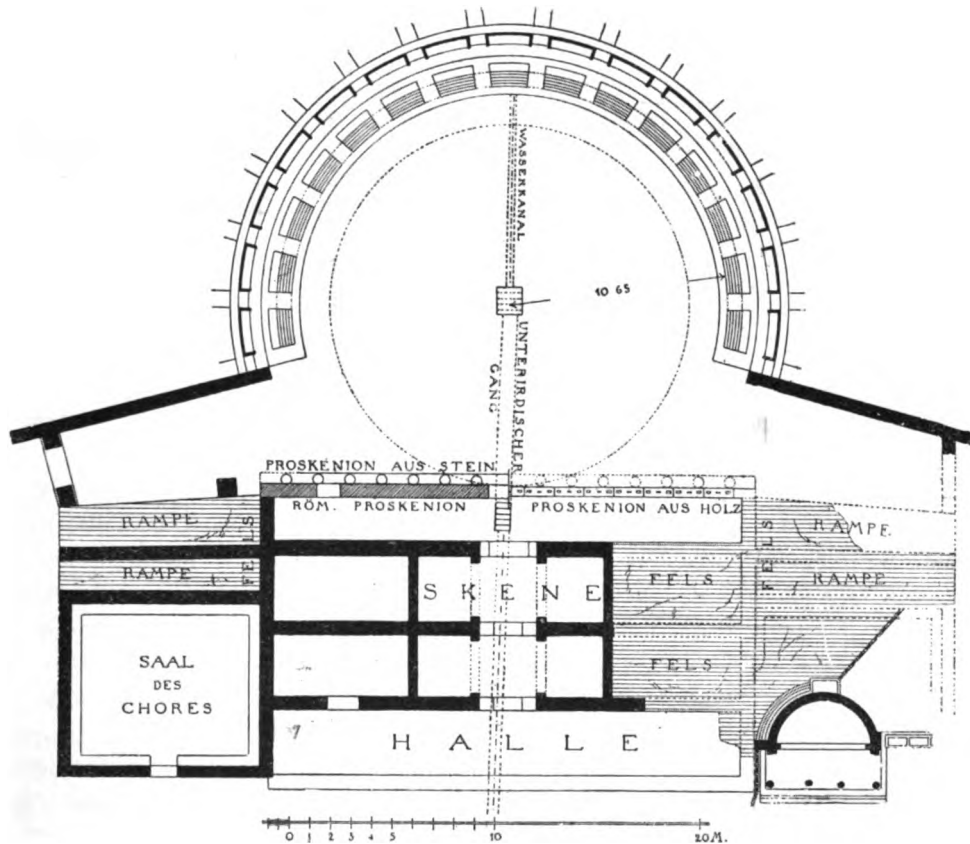 WASSERKANAL
10 65
UNTERIRDISCHER
GANG
PROSKENION AUS STEIN
RÖM. PROSKENION
PROSKENION AUS HOLZ
RAMPE
FELS
RAMPE
FELS
RAMPE
RAMPE
SKENE
FELS
FELS
SAAL
DES
CHORES
HALLE
0 1 2 3 4 5 10 20 M.